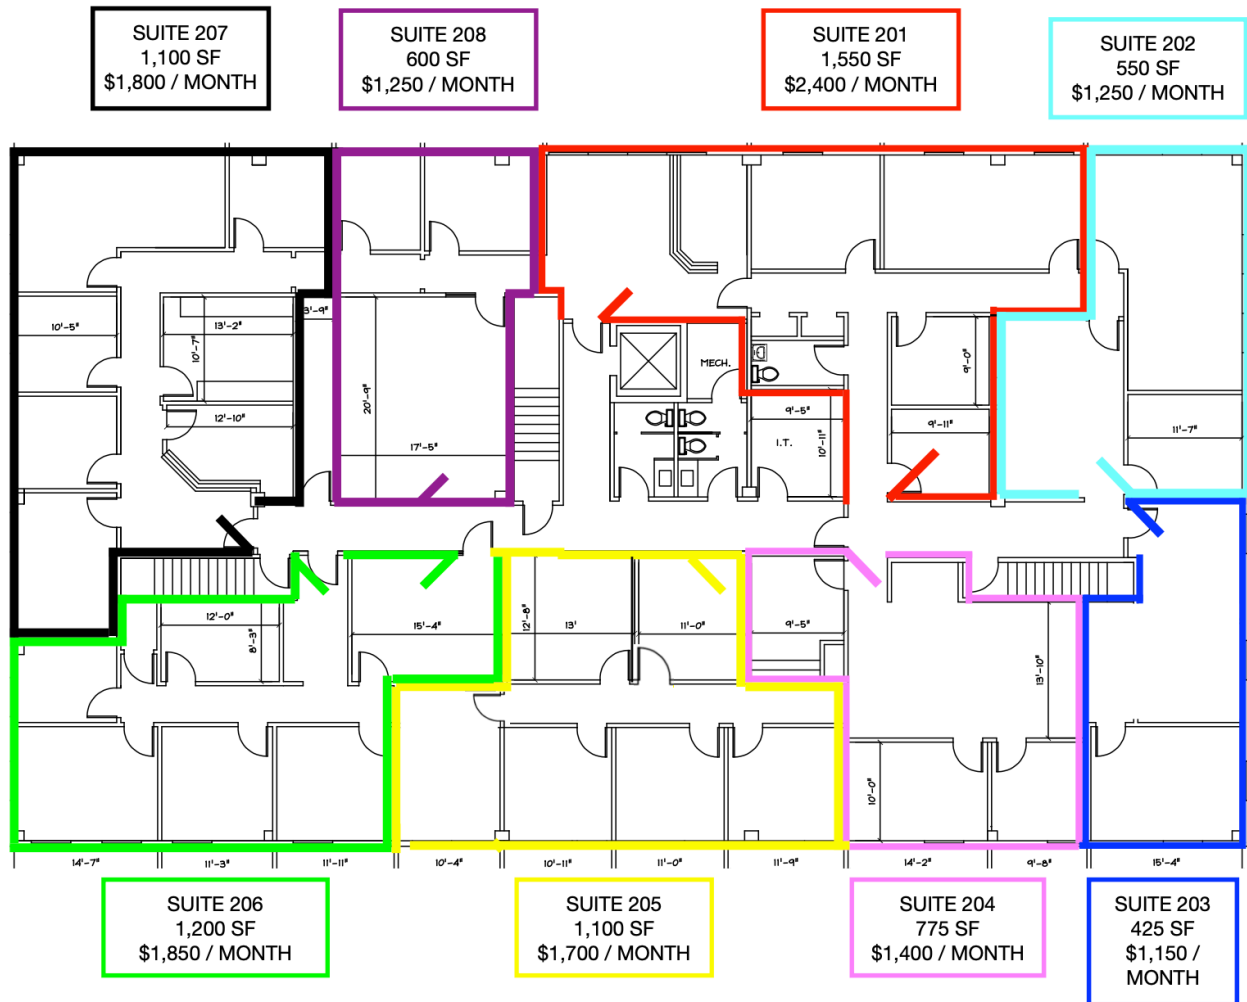 SUITE 207
1,100 SF
$1,800 / MONTH
SUITE 208
600 SF
$1,250 / MONTH
SUITE 201
1,550 SF
$2,400 / MONTH
SUITE 202
550 SF
$1,250 / MONTH
10'-5"
13'-2"
10'-7"
12'-10"
3'-9"
20'-9"
17'-5"
MECH.
9'-5"
I.T.
10'-11"
9'-0"
9'-11"
11'-7"
12'-0"
8'-3"
15'-4"
12'-8"
13'
11'-0"
9'-5"
13'-10"
10'-0"
14'-7"
11'-3"
11'-11"
10'-4"
10'-11"
11'-0"
11'-9"
14'-2"
9'-8"
15'-4"
SUITE 206
1,200 SF
$1,850 / MONTH
SUITE 205
1,100 SF
$1,700 / MONTH
SUITE 204
775 SF
$1,400 / MONTH
SUITE 203
425 SF
$1,150 /
MONTH